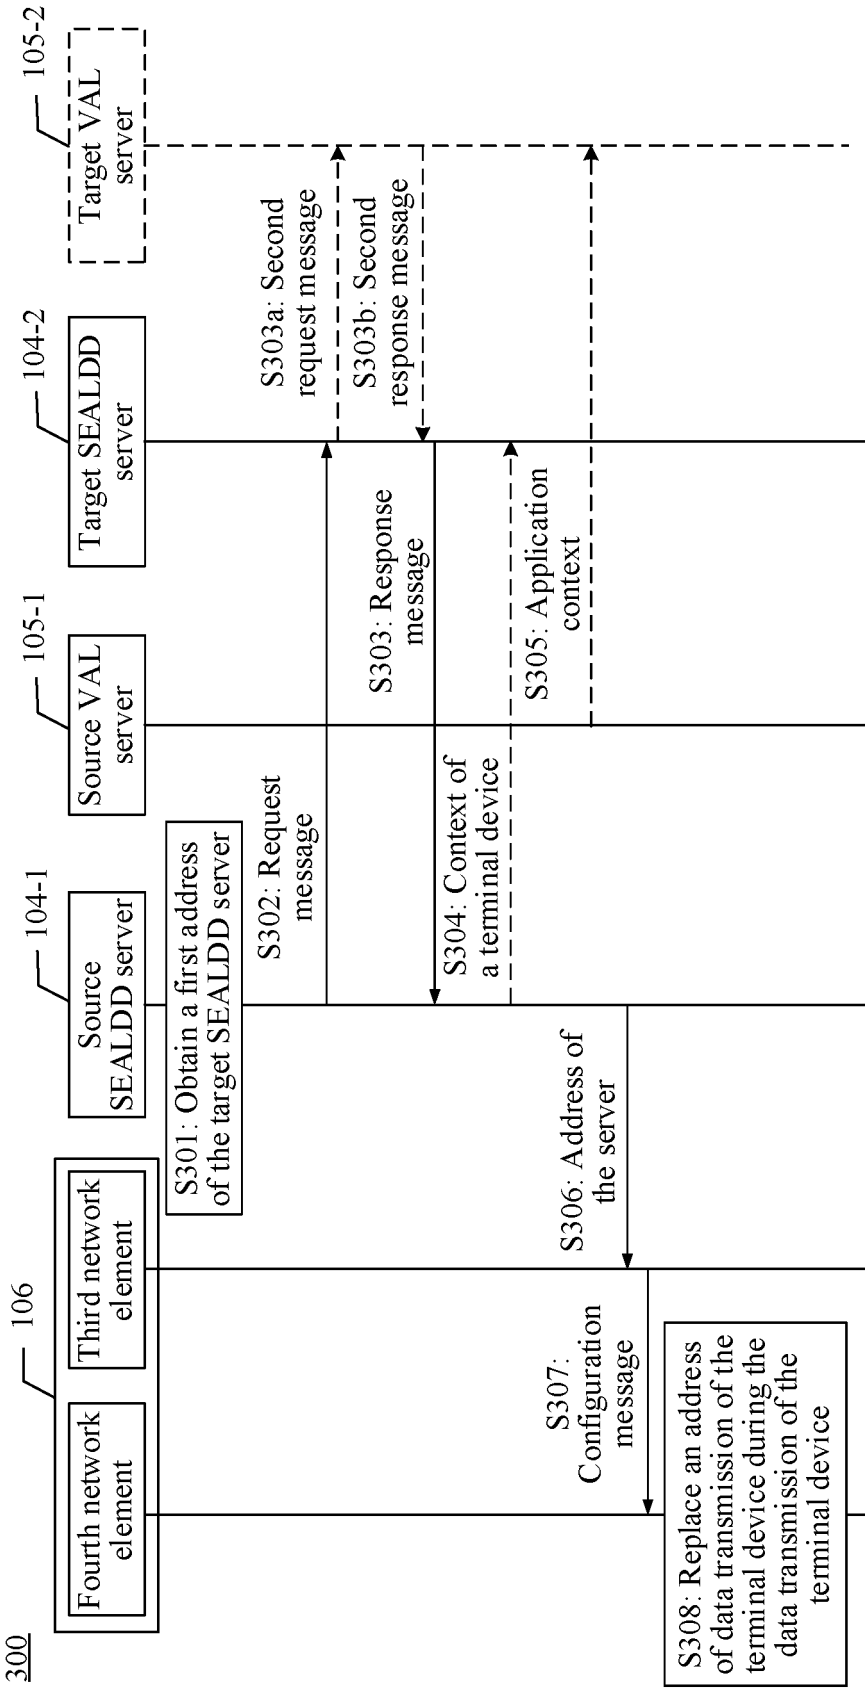 300
106
104-1
105-1
104-2
105-2
Fourth network
element
Third network
element
Source
SEALDD server
Source VAL
server
Target SEALDD
server
Target VAL
server
S301: Obtain a first address
of the target SEALDD server
S302: Request
message
S303a: Second
request message
S303b: Second
response message
S303: Response
message
S304: Context of
a terminal device
S305: Application
context
S306: Address of
the server
S307:
Configuration
message
S308: Replace an address
of data transmission of the
terminal device during the
data transmission of the
terminal device